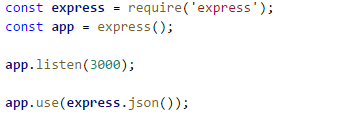 const express = require('express');
const app = express();
app.listen(3000);
app.use(express.json());